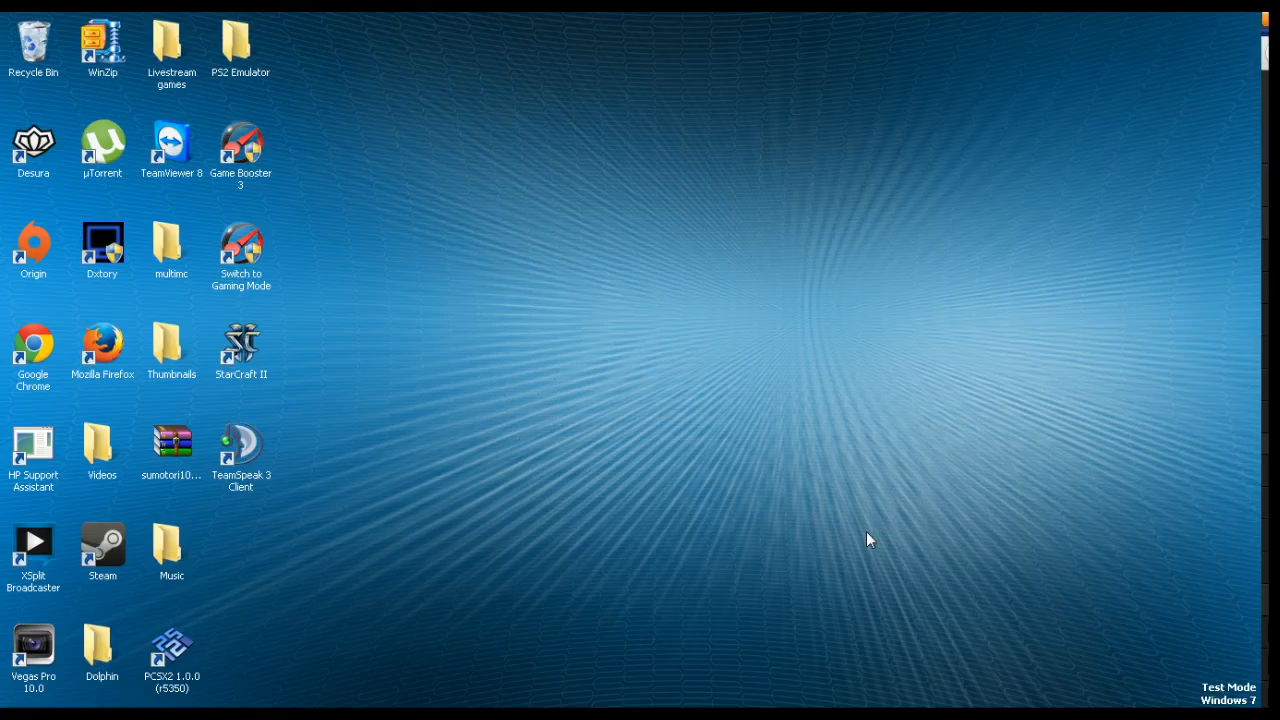 Recycle Bin
WinZip
Livestream
games
PS2 Emulator
Desura
µTorrent
TeamViewer 8
Game Booster
3
Origin
Dxtory
multimc
Switch to
Gaming Mode
Google
Chrome
Mozilla Firefox
Thumbnails
StarCraft II
HP Support
Assistant
Videos
sumotori10...
TeamSpeak 3
Client
XSplit
Broadcaster
Steam
Music
Vegas Pro
10.0
Dolphin
PCSX2 1.0.0
(r5350)
Test Mode
Windows 7